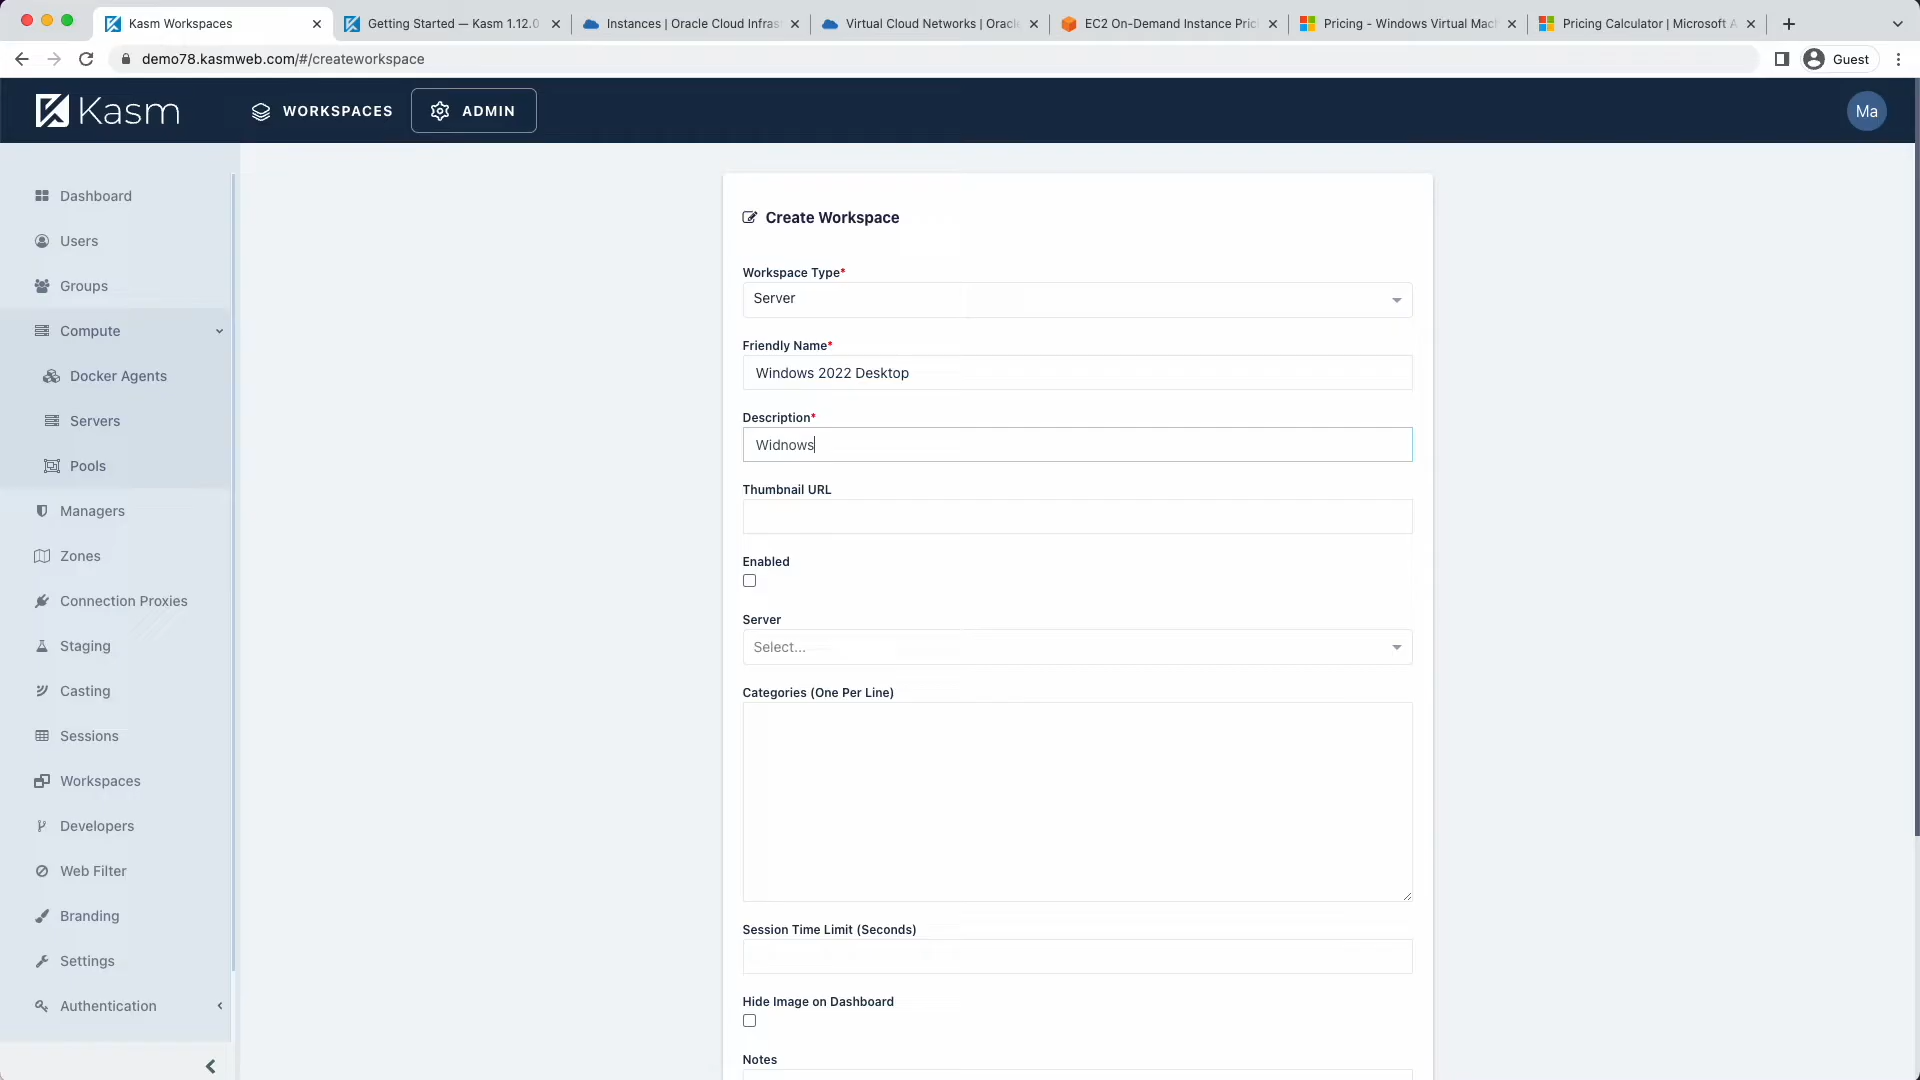 Kasm Workspaces
Getting Started — Kasm 1.12.0
Instances | Oracle Cloud Infras
Virtual Cloud Networks | Oracle
EC2 On-Demand Instance Pric
Pricing - Windows Virtual Mac
Pricing Calculator | Microsoft A
demo78.kasmweb.com/#/createworkspace
Guest
Kasm
WORKSPACES
ADMIN
Ma
Dashboard
Users
Groups
Compute
Docker Agents
Servers
Pools
Managers
Zones
Connection Proxies
Staging
Casting
Sessions
Workspaces
Developers
Web Filter
Branding
Settings
Authentication
Create Workspace
Workspace Type*
Server
Friendly Name*
Windows 2022 Desktop
Description*
Widnows
Thumbnail URL
Enabled
Server
Select...
Categories (One Per Line)
Session Time Limit (Seconds)
Hide Image on Dashboard
Notes